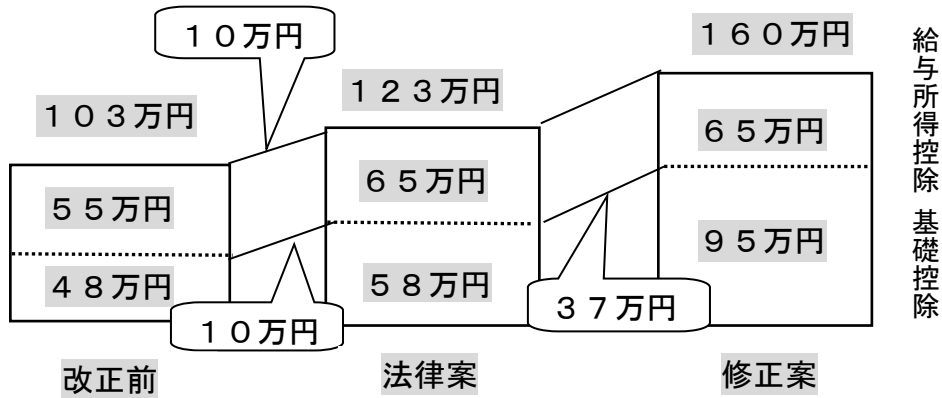 １０万円
１６０万円
１２３万円
１０３万円
６５万円
６５万円
５５万円
９５万円
５８万円
４８万円
３７万円
１０万円
改正前
法律案
修正案
給与所得控除
基礎控除